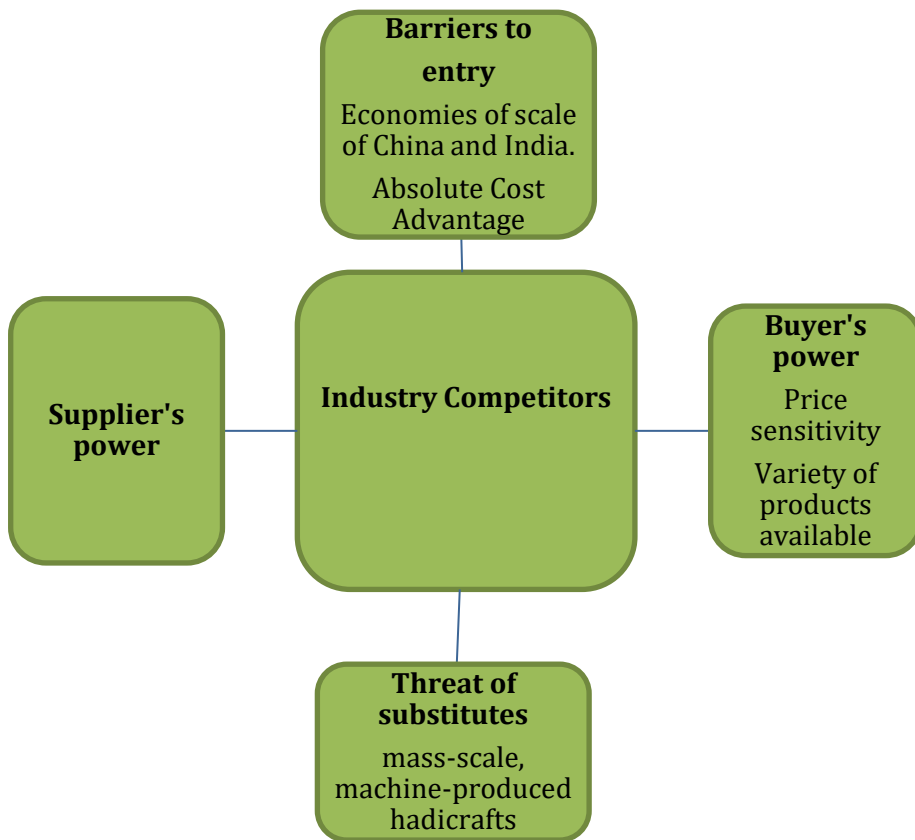 Barriers to
entry
Economies of scale
of China and India.
Absolute Cost
Advantage
Supplier's
power
Industry Competitors
Buyer's
power
Price
sensitivity
Variety of
products
available
Threat of
substitutes
mass-scale,
machine-produced
hadicrafts